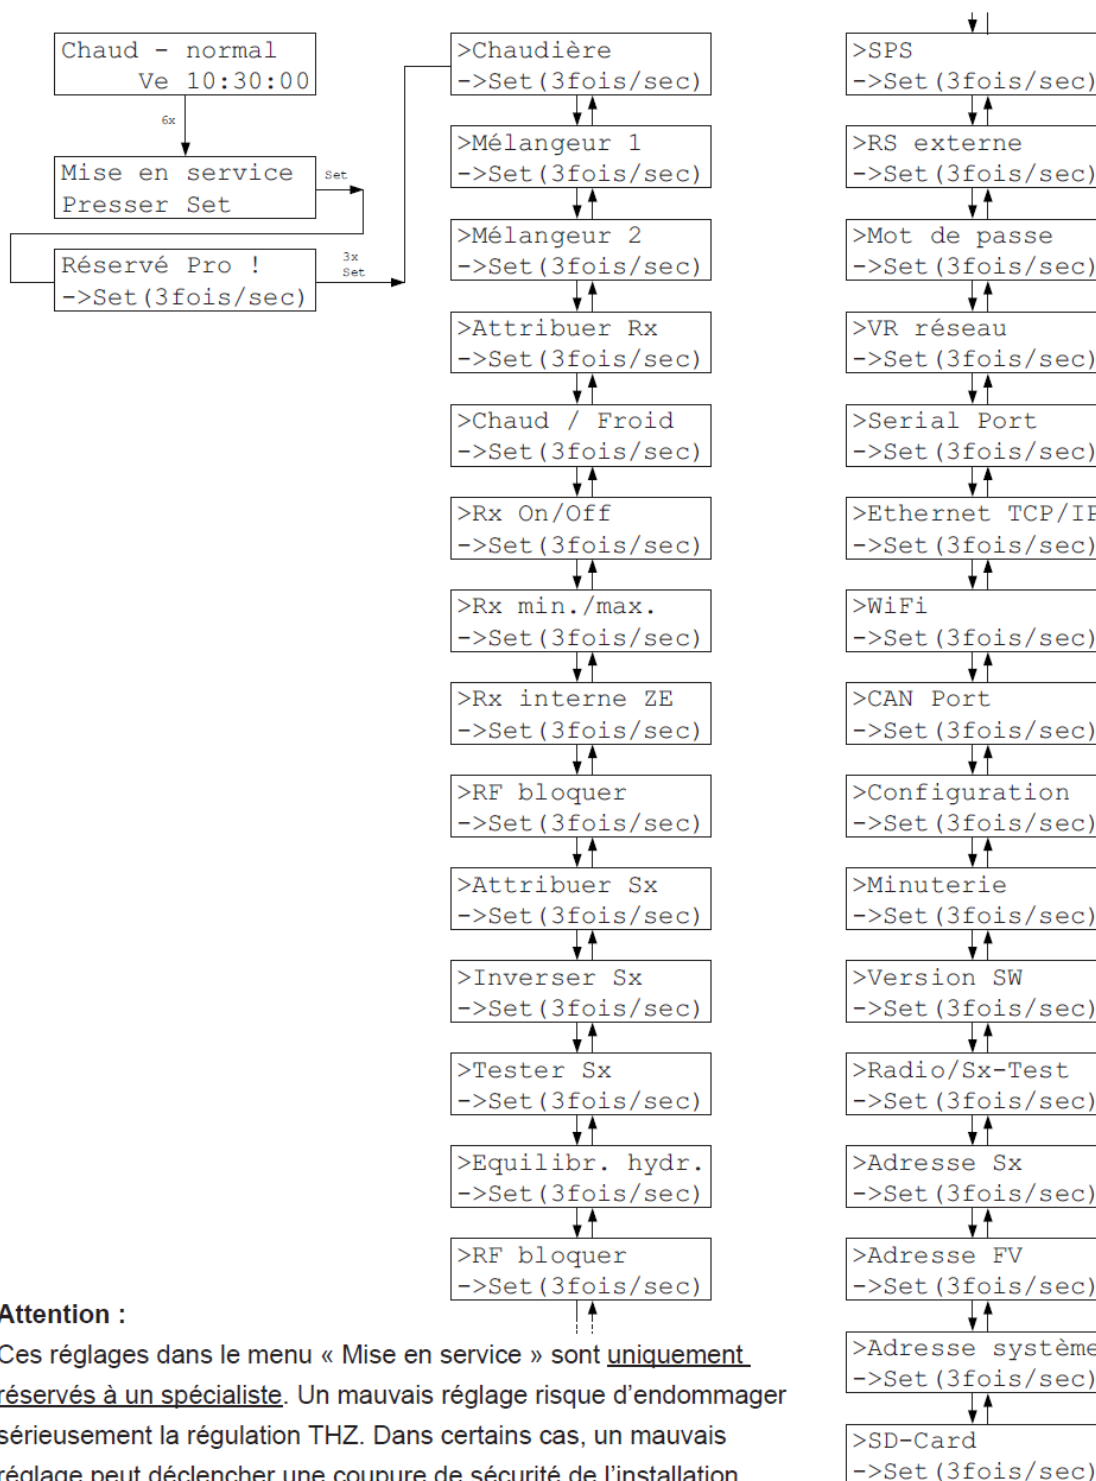 Chaud - normal
Ve 10:30:00
6x
Mise en service
Presser Set
Set
Réservé Pro !
->Set(3fois/sec)
3x
Set
>Chaudière
->Set(3fois/sec)
>Mélangeur 1
->Set(3fois/sec)
>Mélangeur 2
->Set(3fois/sec)
>Attribuer Rx
->Set(3fois/sec)
>Chaud / Froid
->Set(3fois/sec)
>Rx On/Off
->Set(3fois/sec)
>Rx min./max.
->Set(3fois/sec)
>Rx interne ZE
->Set(3fois/sec)
>RF bloquer
->Set(3fois/sec)
>Attribuer Sx
->Set(3fois/sec)
>Inverser Sx
->Set(3fois/sec)
>Tester Sx
->Set(3fois/sec)
>Equilibr. hydr.
->Set(3fois/sec)
>RF bloquer
->Set(3fois/sec)
>SPS
->Set(3fois/sec)
>RS externe
->Set(3fois/sec)
>Mot de passe
->Set(3fois/sec)
>VR réseau
->Set(3fois/sec)
>Serial Port
->Set(3fois/sec)
>Ethernet TCP/IP
->Set(3fois/sec)
>WiFi
->Set(3fois/sec)
>CAN Port
->Set(3fois/sec)
>Configuration
->Set(3fois/sec)
>Minuterie
->Set(3fois/sec)
>Version SW
->Set(3fois/sec)
>Radio/Sx-Test
->Set(3fois/sec)
>Adresse Sx
->Set(3fois/sec)
>Adresse FV
->Set(3fois/sec)
>Adresse système
->Set(3fois/sec)
>SD-Card
->Set(3fois/sec)
Attention :
Ces réglages dans le menu « Mise en service » sont uniquement
réservés à un spécialiste. Un mauvais réglage risque d'endommager
sérieusement la régulation THZ. Dans certains cas, un mauvais
réglage peut déclencher une coupure de sécurité de l'installation